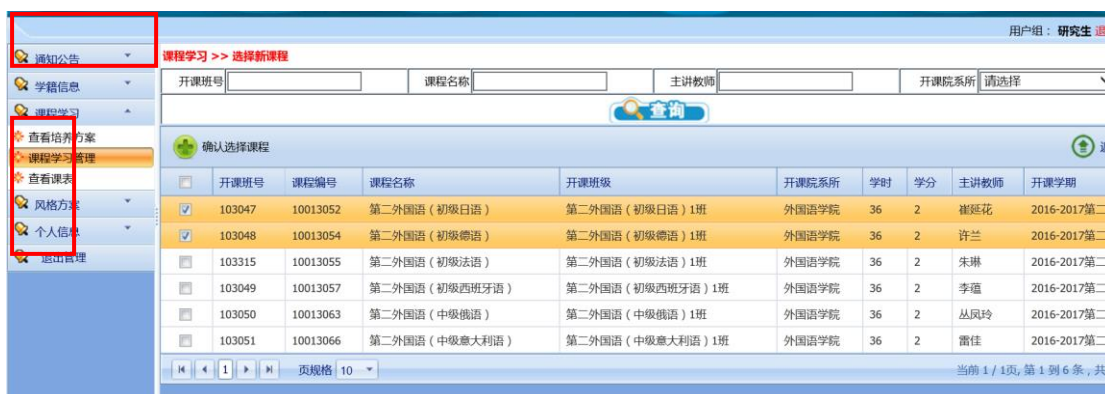 用户组： 研究生 退
通知公告
学籍信息
课程学习
查看培养方案
课程学习管理
查看课表
风格方案
个人信息
退出管理
课程学习 >> 选择新课程
开课班号 课程名称 主讲教师 开课院系所 请选择
查询
确认选择课程
开课班号 课程编号 课程名称 开课班级 开课院系所 学时 学分 主讲教师 开课学期
103047 10013052 第二外国语（初级日语） 第二外国语（初级日语）1班 外国语学院 36 2 崔延花 2016-2017第二
103048 10013054 第二外国语（初级德语） 第二外国语（初级德语）1班 外国语学院 36 2 许兰 2016-2017第二
103315 10013055 第二外国语（初级法语） 第二外国语（初级法语）1班 外国语学院 36 2 朱琳 2016-2017第二
103049 10013057 第二外国语（初级西班牙语） 第二外国语（初级西班牙语）1班 外国语学院 36 2 李蕴 2016-2017第二
103050 10013063 第二外国语（中级俄语） 第二外国语（中级俄语）1班 外国语学院 36 2 丛凤玲 2016-2017第二
103051 10013066 第二外国语（中级意大利语） 第二外国语（中级意大利语）1班 外国语学院 36 2 雷佳 2016-2017第二
1 页规格 10 当前 1 / 1页, 第 1 到 6 条，共